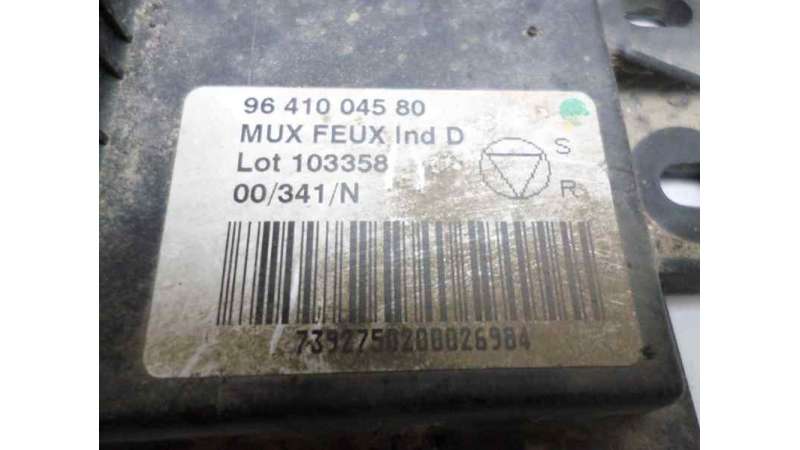 96 410 045 80
MUX FEUX Ind D
Lot 103358
00/341/N
S
R
7392750200026984